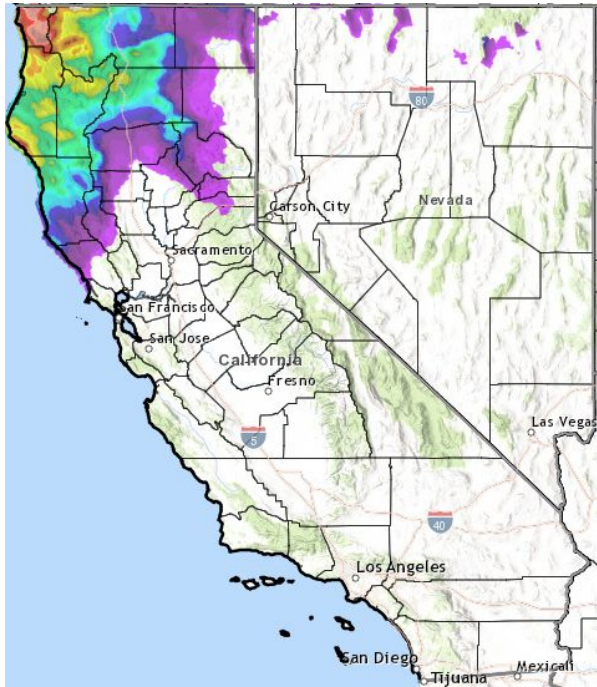 80
Carson City
Nevada
Sacramento
San Francisco
San Jose
California
Fresno
Las Vegas
5
40
Los Angeles
San Diego
Tijuana
Mexicali